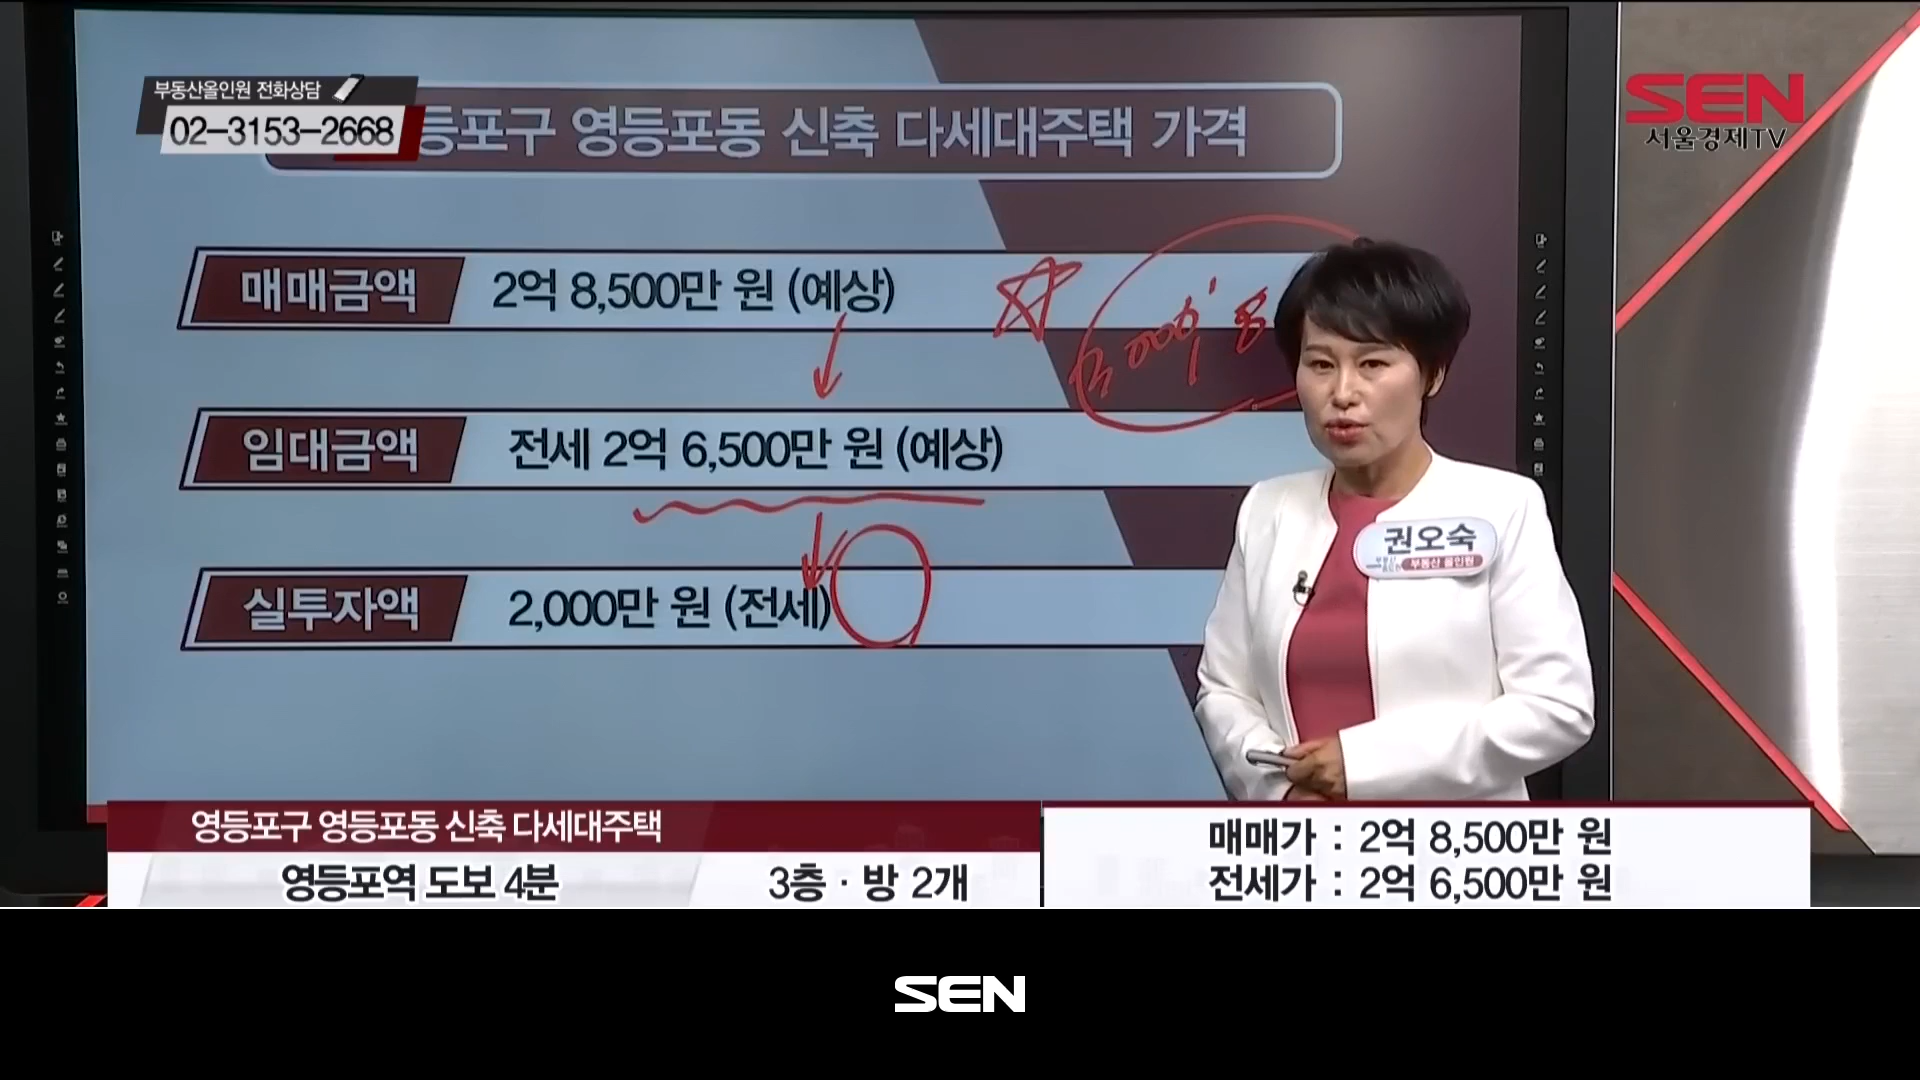 부동산올인원 전화상담
02-3153-2668
등포구 영등포동 신축 다세대주택 가격
SEN
서울경제TV
매매금액 2억 8,500만 원 (예상)
임대금액 전세 2억 6,500만 원 (예상)
실투자액 2,000만 원 (전세)
권오숙
부동산 올인원
영등포구 영등포동 신축 다세대주택
영등포역 도보 4분 3층 · 방 2개
매매가 : 2억 8,500만 원
전세가 : 2억 6,500만 원
SEN